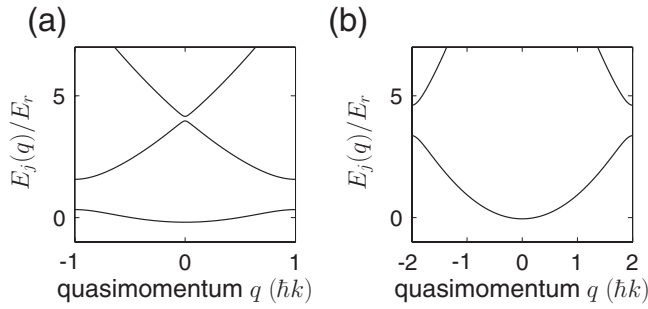 (a)
(b)
E_j(q)/E_r
5
0
-1
0
1
quasimomentum q (ħk)
E_j(q)/E_r
5
0
-2
-1
0
1
2
quasimomentum q (ħk)